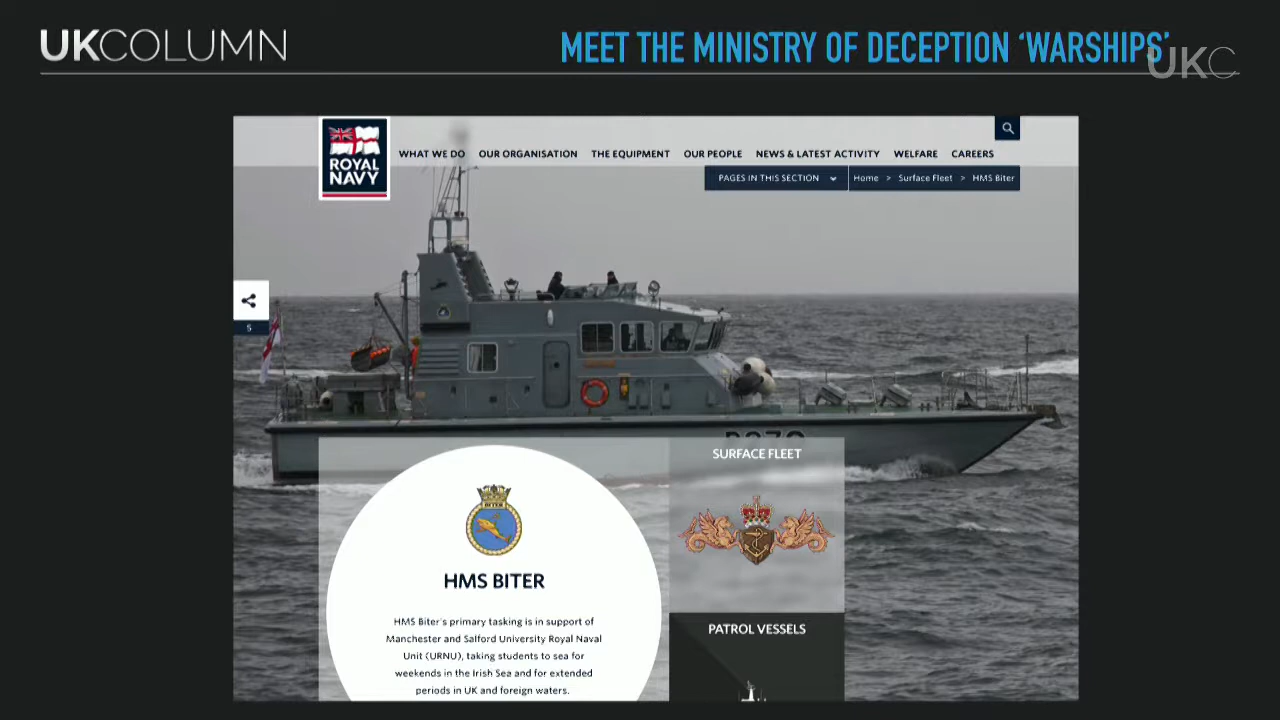 UKCOLUMN
MEET THE MINISTRY OF DECEPTION ‘WARSHIPS’
UKC
ROYAL
NAVY
WHAT WE DO OUR ORGANISATION THE EQUIPMENT OUR PEOPLE NEWS & LATEST ACTIVITY WELFARE CAREERS
PAGES IN THIS SECTION Home > Surface Fleet > HMS Biter
5
P270
SURFACE FLEET
BITER
HMS BITER
HMS Biter's primary tasking is in support of
Manchester and Salford University Royal Naval
Unit (URNU), taking students to sea for
weekends in the Irish Sea and for extended
periods in UK and foreign waters.
PATROL VESSELS